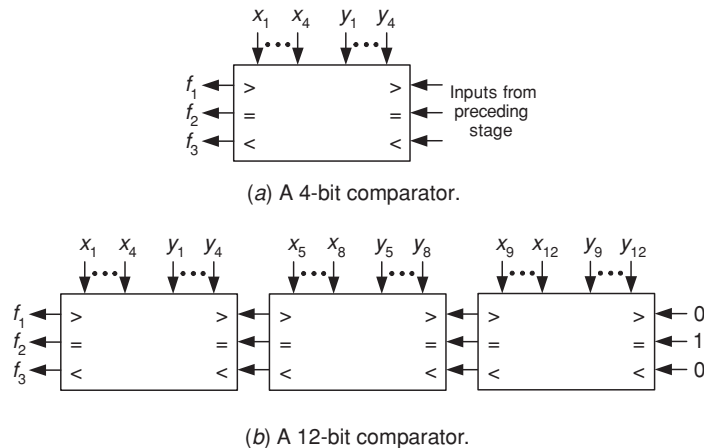 x1 x4 y1 y4
f1 > >
f2 = =
f3 < <
Inputs from
preceding
stage
(a) A 4-bit comparator.
x1 x4 y1 y4 x5 x8 y5 y8 x9 x12 y9 y12
f1 > > > > > > 0
f2 = = = = = = 1
f3 < < < < < < 0
(b) A 12-bit comparator.